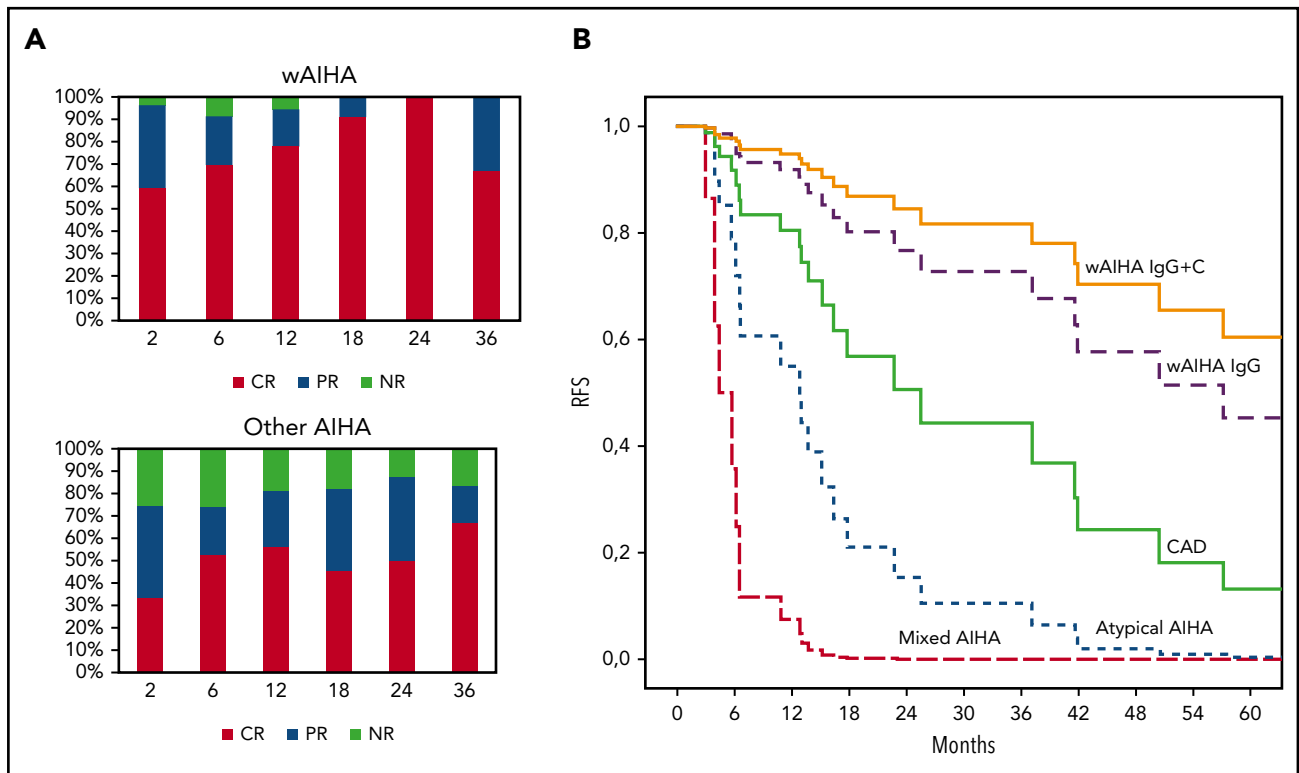 A
wAIHA
100%
90%
80%
70%
60%
50%
40%
30%
20%
10%
0%
2 6 12 18 24 36
CR PR NR
Other AIHA
100%
90%
80%
70%
60%
50%
40%
30%
20%
10%
0%
2 6 12 18 24 36
CR PR NR
B
RFS
1,0
0,8
0,6
0,4
0,2
0,0
wAIHA IgG+C
wAIHA IgG
CAD
Atypical AIHA
Mixed AIHA
0 6 12 18 24 30 36 42 48 54 60
Months